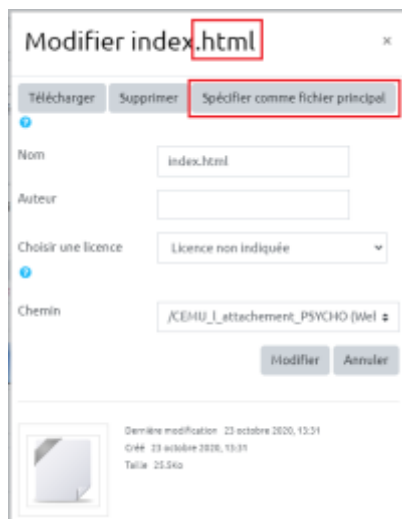 Modifier index.html
×
Télécharger Supprimer Spécifier comme fichier principal
Nom index.html
Auteur
Choisir une licence Licence non indiquée
Chemin /CEMU_l_attachement_PSYCHO (Wel
Modifier Annuler
Dernière modification 23 octobre 2020, 13:31
Créé 23 octobre 2020, 13:31
Taille 25.5Ko